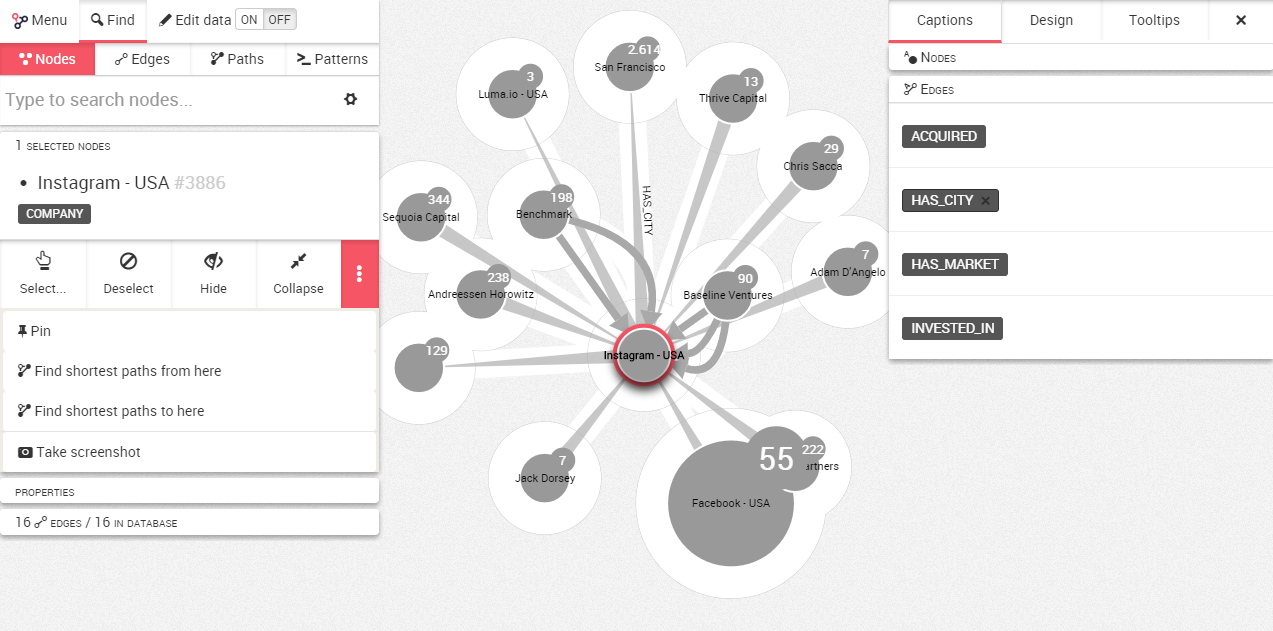 Menu
Find
Edit data ON OFF
Nodes
Edges
Paths
Patterns
Type to search nodes...
1 SELECTED NODES
• Instagram - USA #3886
COMPANY
Select...
Deselect
Hide
Collapse
Pin
Find shortest paths from here
Find shortest paths to here
Take screenshot
PROPERTIES
16 EDGES / 16 IN DATABASE
3
Luma.io - USA
2.614
San Francisco
13
Thrive Capital
29
Chris Sacca
344
Sequoia Capital
198
Benchmark
HAS_CITY
7
Adam D'Angelo
238
Andreessen Horowitz
90
Baseline Ventures
129
Instagram - USA
7
Jack Dorsey
55
Facebook - USA
222
artners
Captions
Design
Tooltips
NODES
EDGES
ACQUIRED
HAS_CITY
HAS_MARKET
INVESTED_IN